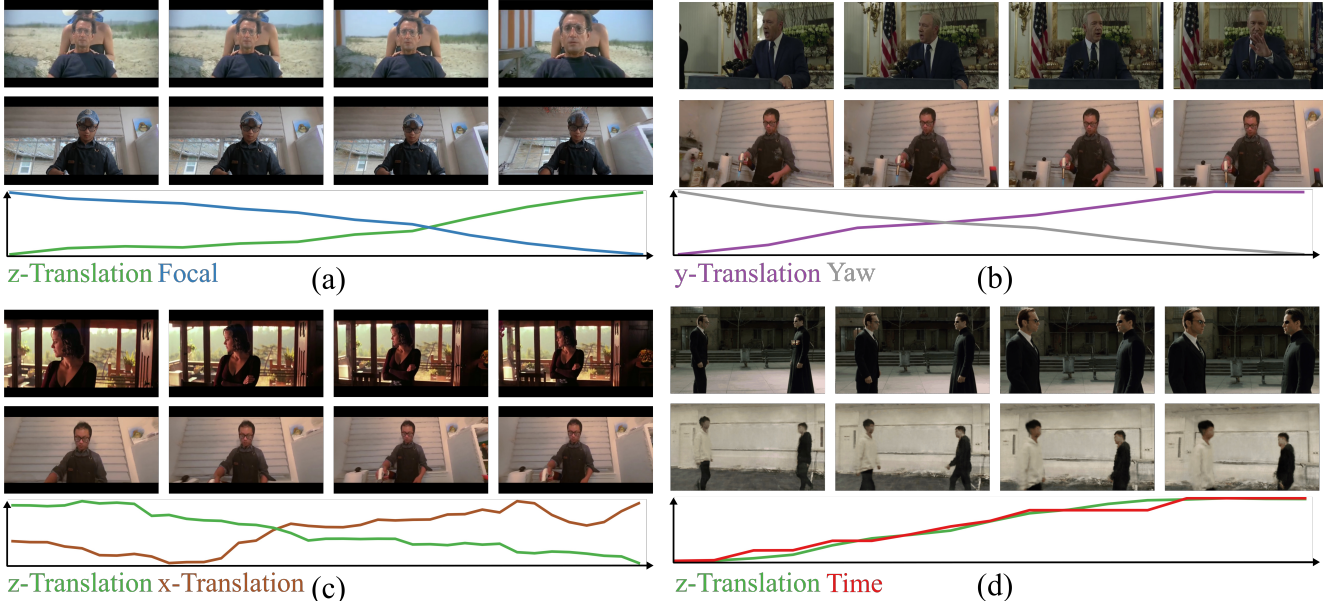 z-Translation Focal
(a)
y-Translation Yaw
(b)
z-Translation x-Translation
(c)
z-Translation Time
(d)